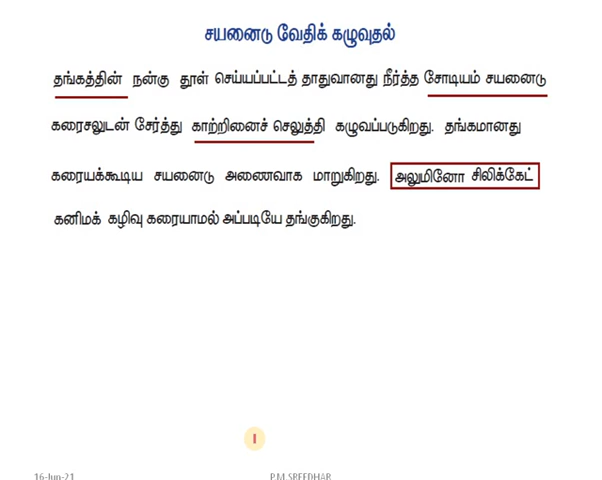 சயனைடு வேதிக் கழுவுதல்
தங்கத்தின் நன்கு தூள் செய்யப்பட்டத் தாதுவானது நீர்த்த சோடியம் சயனைடு
கரைசலுடன் சேர்த்து காற்றினைச் செலுத்தி கழுவப்படுகிறது. தங்கமானது
கரையக்கூடிய சயனைடு அணைவாக மாறுகிறது. அலுமினோ சிலிக்கேட்
கனிமக் கழிவு கரையாமல் அப்படியே தங்குகிறது.
16-Jun-21 P.M.SREEDHAR